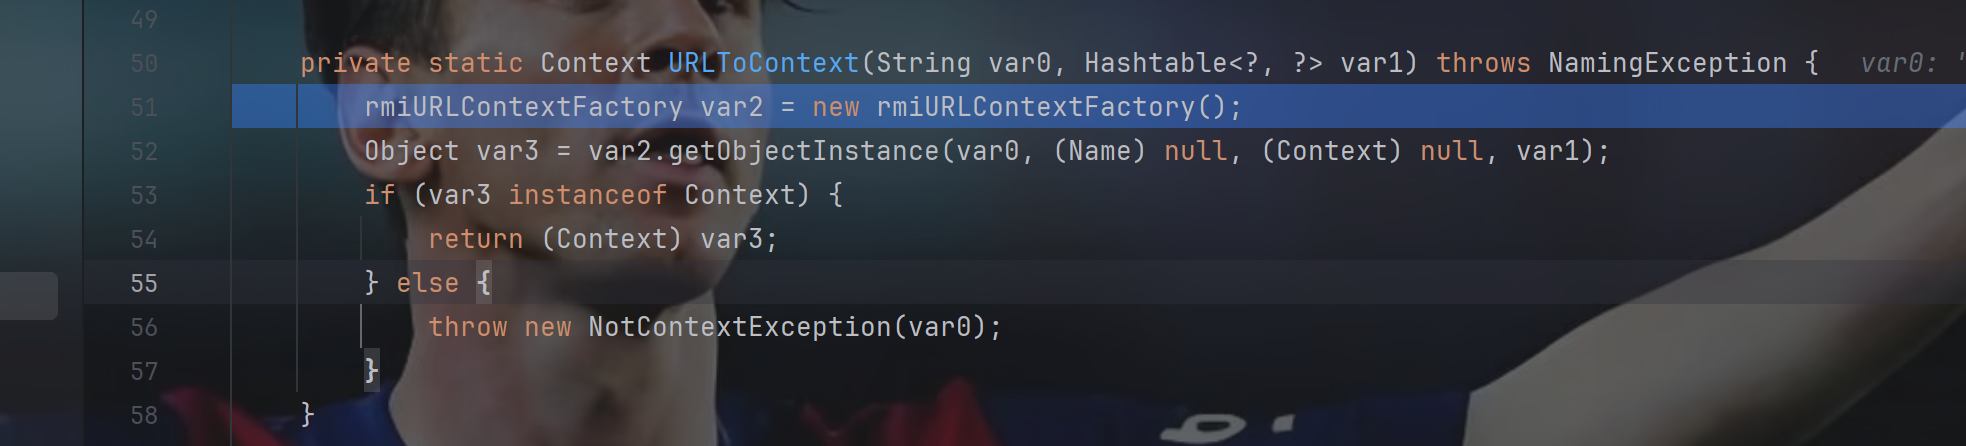 49
50 private static Context URLToContext(String var0, Hashtable<?, ?> var1) throws NamingException { var0: "
51 rmiURLContextFactory var2 = new rmiURLContextFactory();
52 Object var3 = var2.getObjectInstance(var0, (Name) null, (Context) null, var1);
53 if (var3 instanceof Context) {
54 return (Context) var3;
55 } else {
56 throw new NotContextException(var0);
57 }
58 }